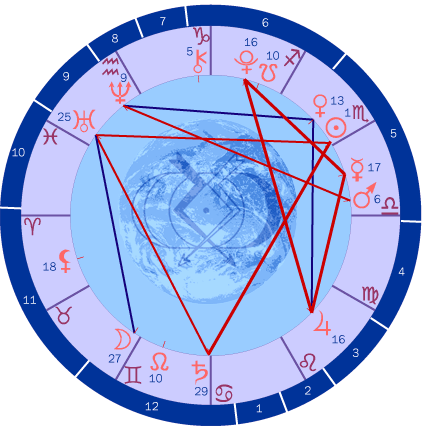 7 6
8 ♑ 16
5 ⚷ 10 ♐
♇ ☋
9 ♒
9 ♆ ♀ 13
25 ♅ ☉ 1 ♏
♓ 5
10 ☿ 17
♂ 6 ♎
♈
4
18 ⚸
11 ♉ ♍
♃ 16
☽ ☊ 3
27 ♊ 10 ♄ ♌
29 ♋ 2
12 1